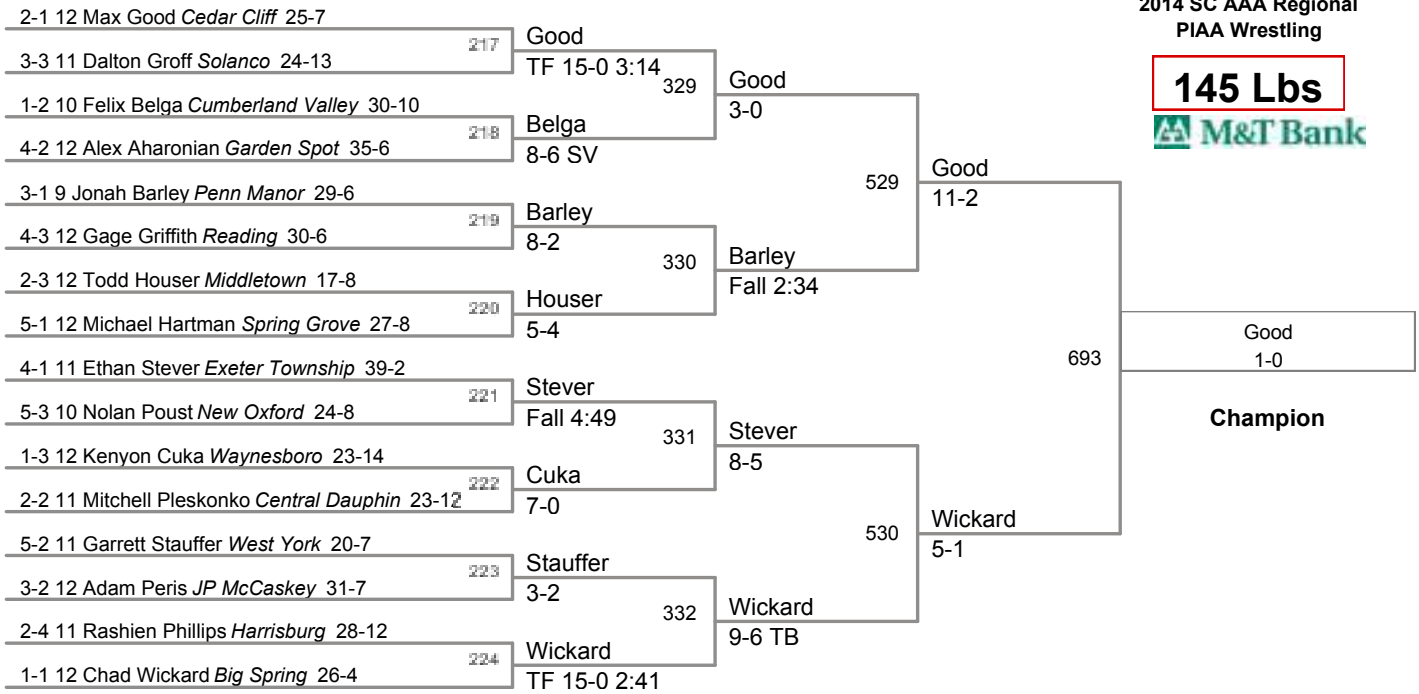 2014 SC AAA Regional
PIAA Wrestling
145 Lbs
M&T Bank
2-1 12 Max Good Cedar Cliff 25-7
3-3 11 Dalton Groff Solanco 24-13
1-2 10 Felix Belga Cumberland Valley 30-10
4-2 12 Alex Aharonian Garden Spot 35-6
3-1 9 Jonah Barley Penn Manor 29-6
4-3 12 Gage Griffith Reading 30-6
2-3 12 Todd Houser Middletown 17-8
5-1 12 Michael Hartman Spring Grove 27-8
4-1 11 Ethan Stever Exeter Township 39-2
5-3 10 Nolan Poust New Oxford 24-8
1-3 12 Kenyon Cuka Waynesboro 23-14
2-2 11 Mitchell Pleskonko Central Dauphin 23-12
5-2 11 Garrett Stauffer West York 20-7
3-2 12 Adam Peris JP McCaskey 31-7
2-4 11 Rashien Phillips Harrisburg 28-12
1-1 12 Chad Wickard Big Spring 26-4
217
Good
TF 15-0 3:14
218
Belga
8-6 SV
219
Barley
8-2
220
Houser
5-4
221
Stever
Fall 4:49
222
Cuka
7-0
223
Stauffer
3-2
224
Wickard
TF 15-0 2:41
329
Good
3-0
330
Barley
Fall 2:34
331
Stever
8-5
332
Wickard
9-6 TB
529
Good
11-2
530
Wickard
5-1
693
Good
1-0
Champion